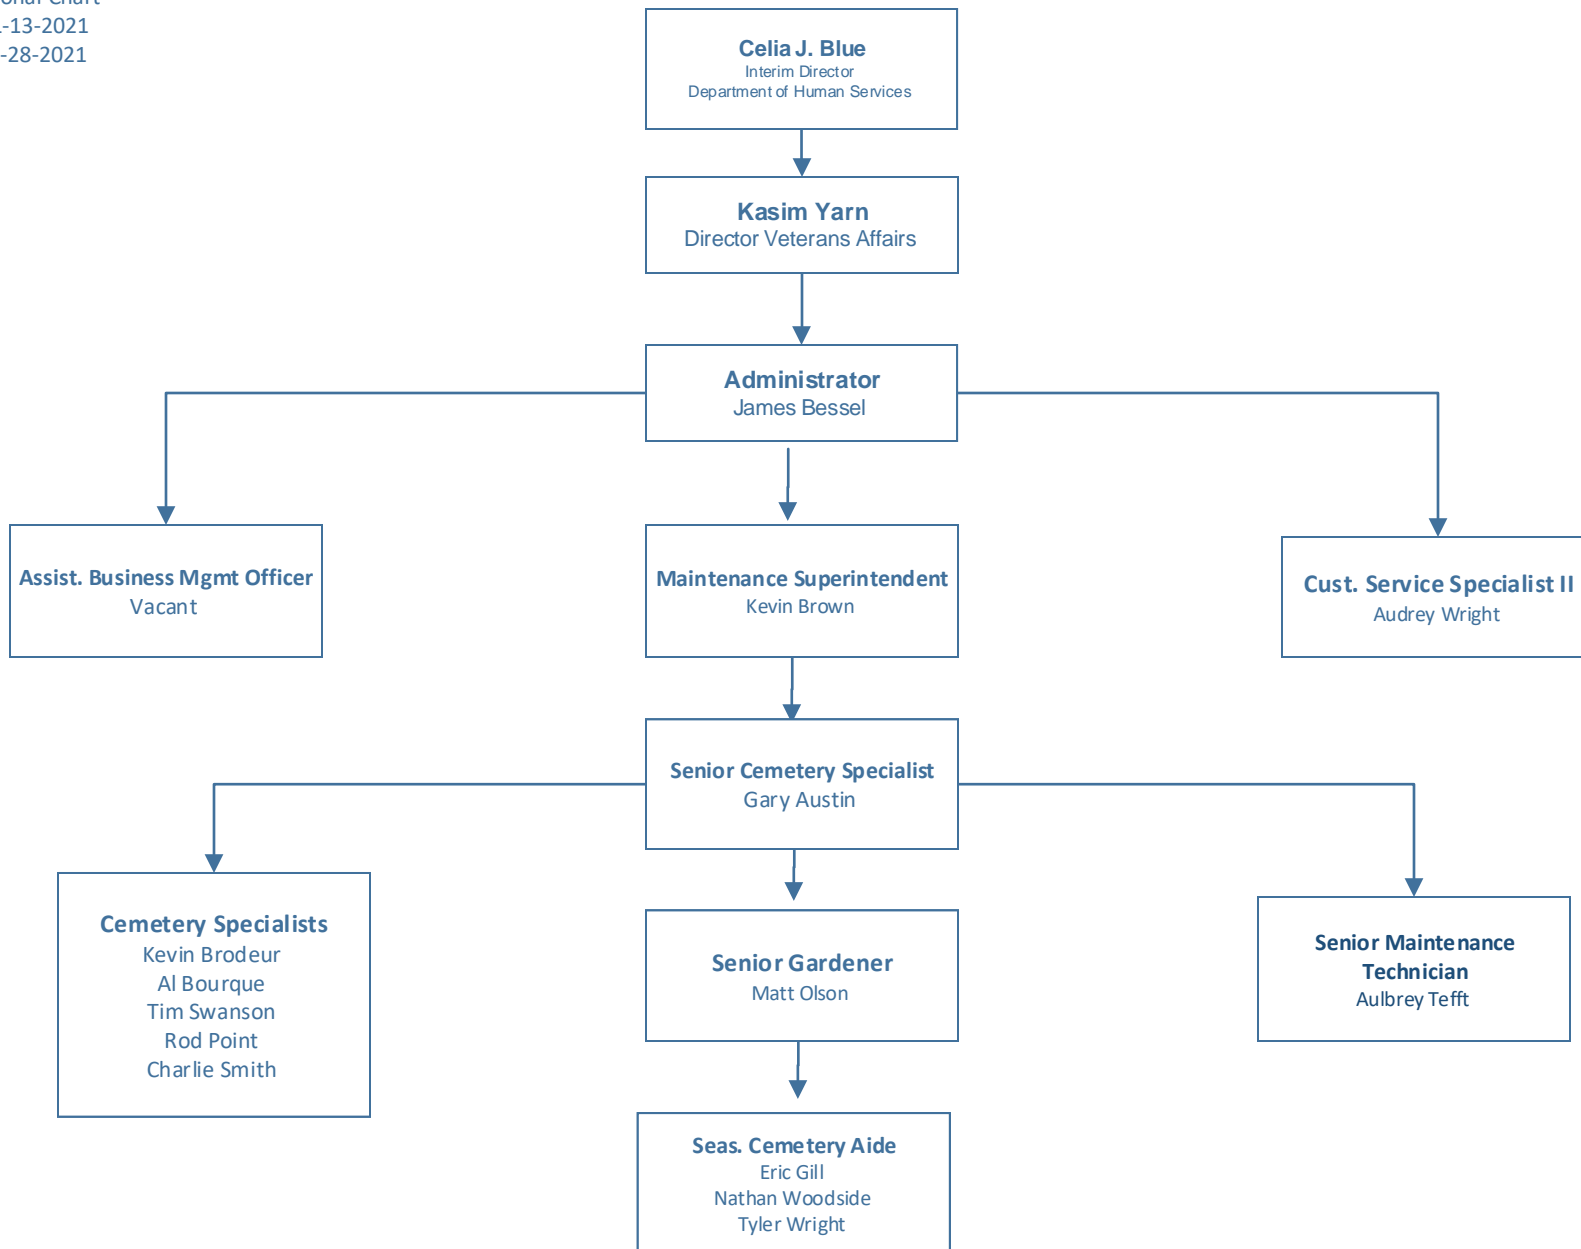 Chart
-13-2021
-28-2021
Celia J. Blue
Interim Director
Department of Human Services
Kasim Yarn
Director Veterans Affairs
Administrator
James Bessel
Assist. Business Mgmt Officer
Vacant
Maintenance Superintendent
Kevin Brown
Cust. Service Specialist II
Audrey Wright
Senior Cemetery Specialist
Gary Austin
Cemetery Specialists
Kevin Brodeur
Al Bourque
Tim Swanson
Rod Point
Charlie Smith
Senior Gardener
Matt Olson
Senior Maintenance
Technician
Aulbrey Tefft
Seas. Cemetery Aide
Eric Gill
Nathan Woodside
Tyler Wright